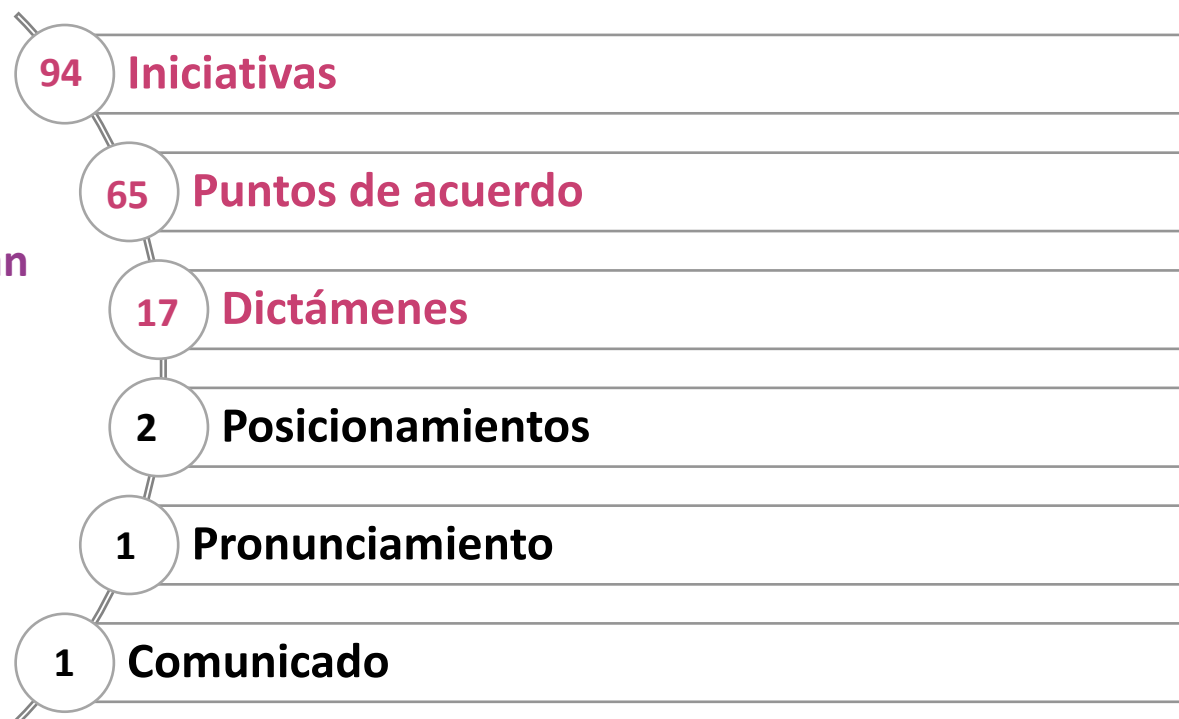 94 Iniciativas
65 Puntos de acuerdo
17 Dictámenes
2 Posicionamientos
1 Pronunciamiento
1 Comunicado